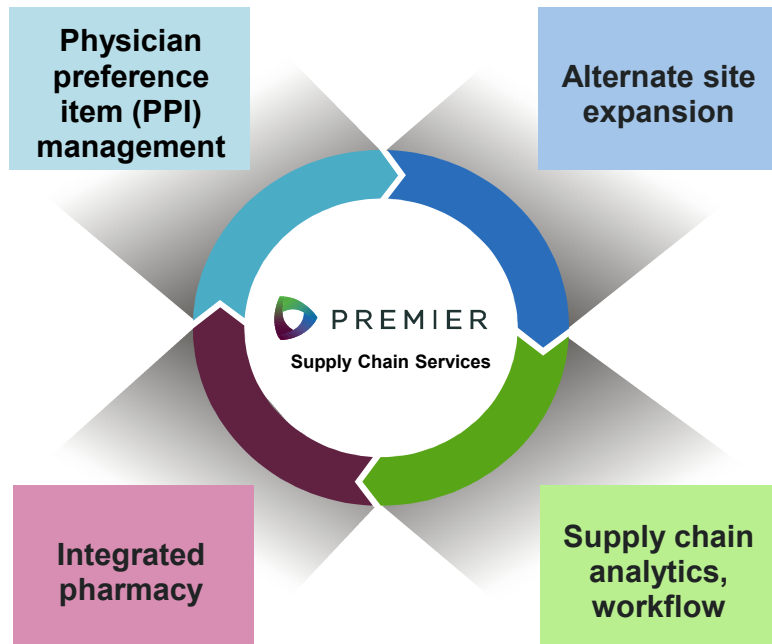 Physician
preference
item (PPI)
management
Alternate site
expansion
PREMIER
Supply Chain Services
Integrated
pharmacy
Supply chain
analytics,
workflow